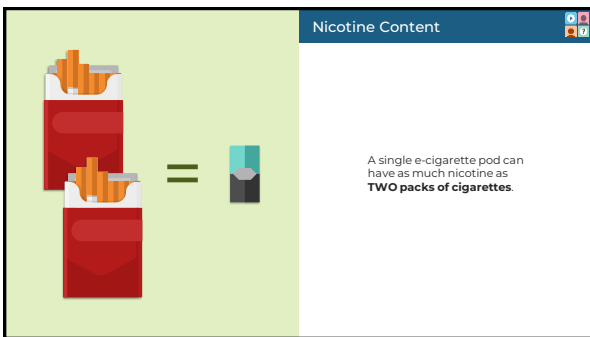 Nicotine Content
?
A single e-cigarette pod can
have as much nicotine as
TWO packs of cigarettes.